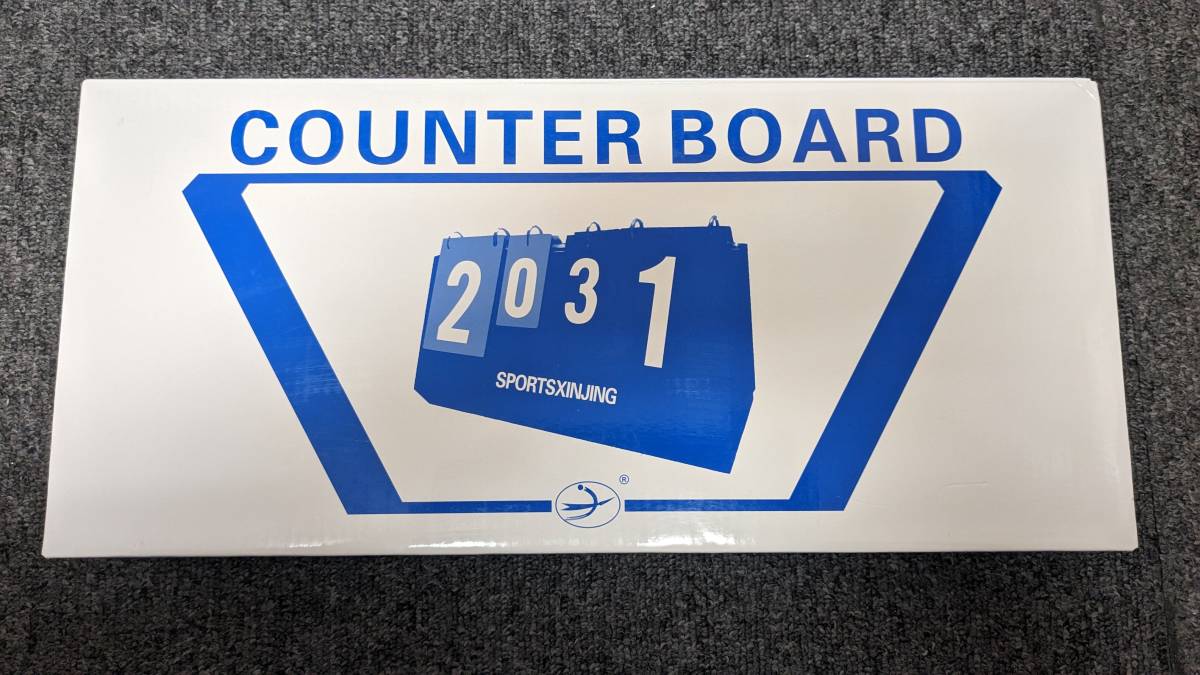 COUNTER BOARD
2031
SPORTSXINJING
®